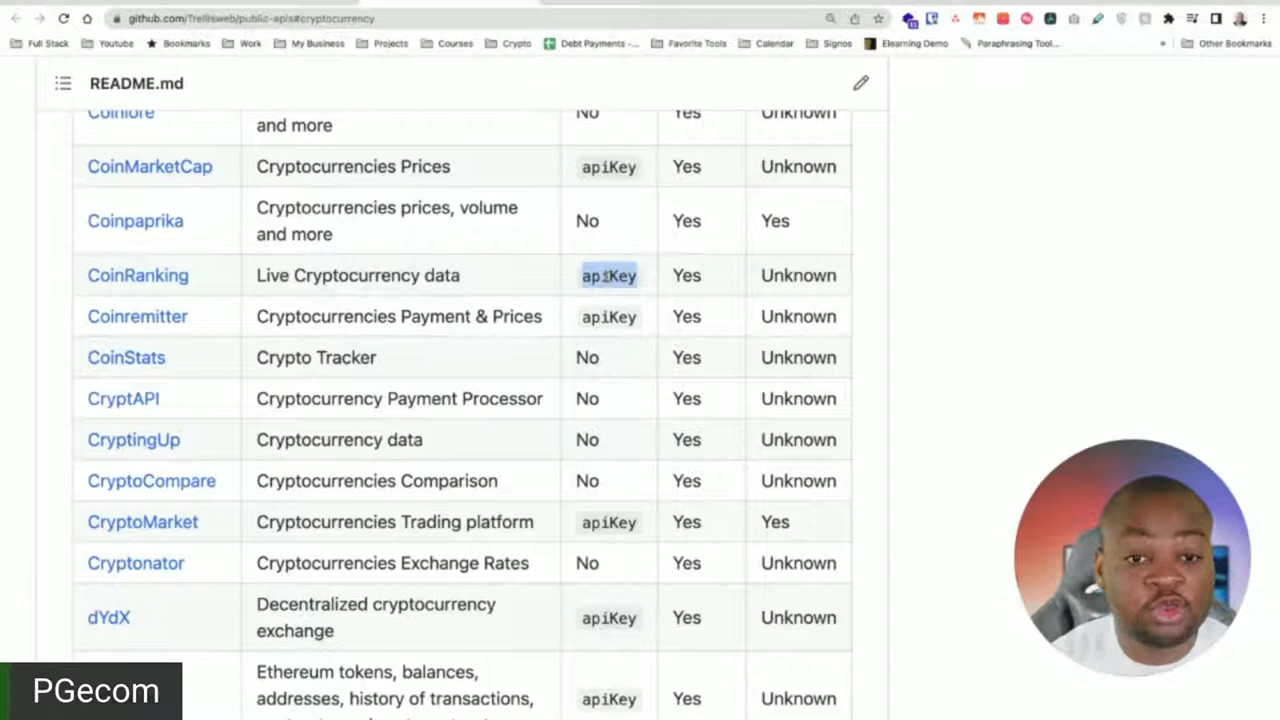 github.com/Trellisweb/public-apis#cryptocurrency
Full Stack Youtube Bookmarks Work My Business Projects Courses Crypto Debt Payments -... Favorite Tools Calendar Signos Elearning Demo Paraphrasing Tool... » Other Bookmarks
README.md
Coinlore No Yes Unknown
and more
CoinMarketCap Cryptocurrencies Prices apiKey Yes Unknown
Coinpaprika Cryptocurrencies prices, volume and more No Yes Yes
CoinRanking Live Cryptocurrency data apiKey Yes Unknown
Coinremitter Cryptocurrencies Payment & Prices apiKey Yes Unknown
CoinStats Crypto Tracker No Yes Unknown
CryptAPI Cryptocurrency Payment Processor No Yes Unknown
CryptingUp Cryptocurrency data No Yes Unknown
CryptoCompare Cryptocurrencies Comparison No Yes Unknown
CryptoMarket Cryptocurrencies Trading platform apiKey Yes Yes
Cryptonator Cryptocurrencies Exchange Rates No Yes Unknown
dYdX Decentralized cryptocurrency exchange apiKey Yes Unknown
Ethereum tokens, balances,
addresses, history of transactions, apiKey Yes Unknown
PGecom